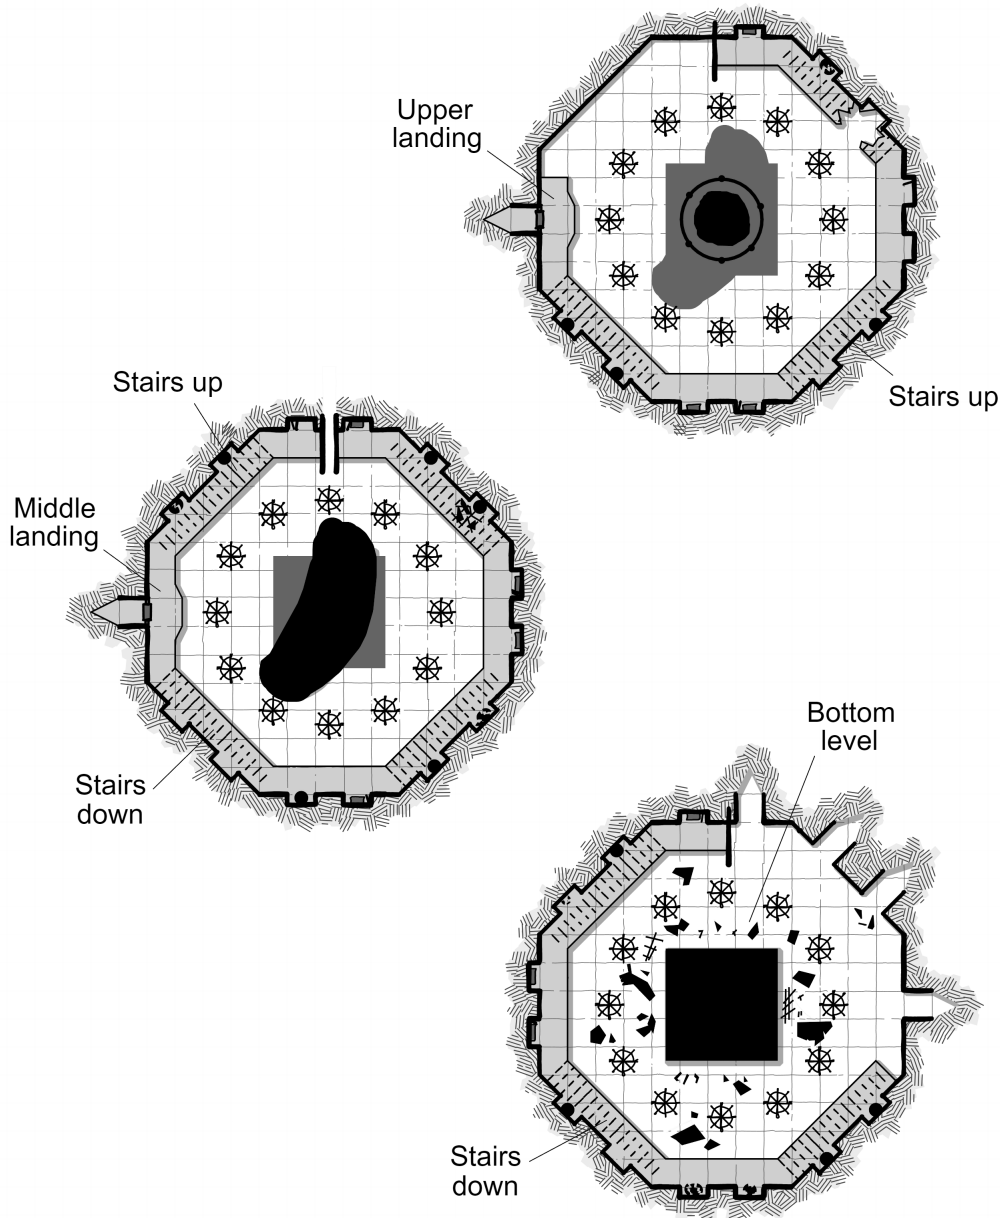 Upper
landing
Stairs up
Stairs up
Middle
landing
Stairs
down
Bottom
level
Stairs
down